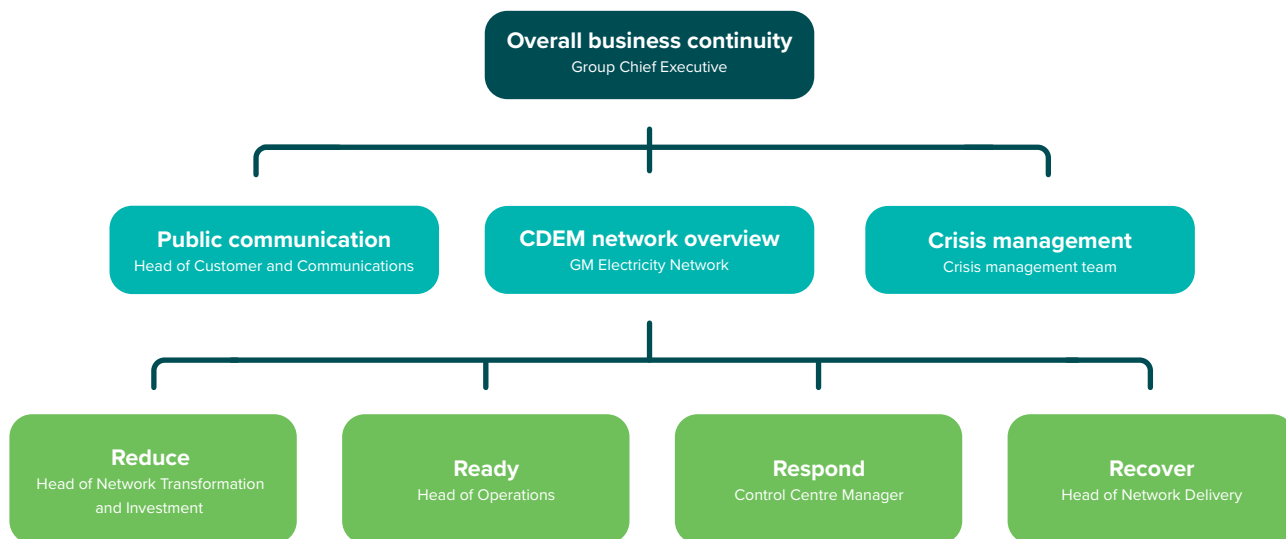 Overall business continuity
Group Chief Executive
Public communication
Head of Customer and Communications
CDEM network overview
GM Electricity Network
Crisis management
Crisis management team
Reduce
Head of Network Transformation
and Investment
Ready
Head of Operations
Respond
Control Centre Manager
Recover
Head of Network Delivery